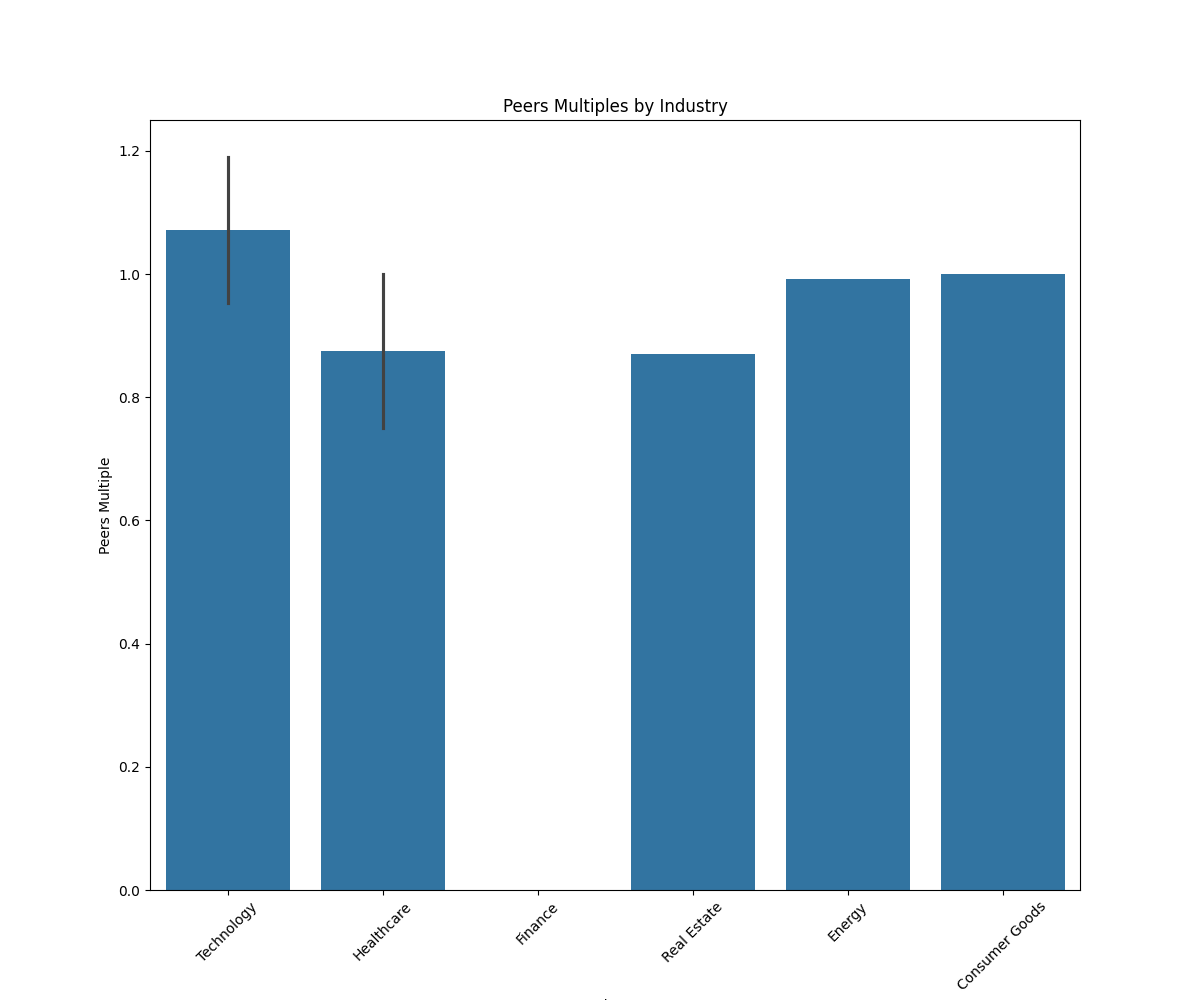 Peers Multiples by Industry
1.2
1.0
0.8
0.6
0.4
0.2
0.0
Peers Multiple
Technology
Healthcare
Finance
Real Estate
Energy
Consumer Goods